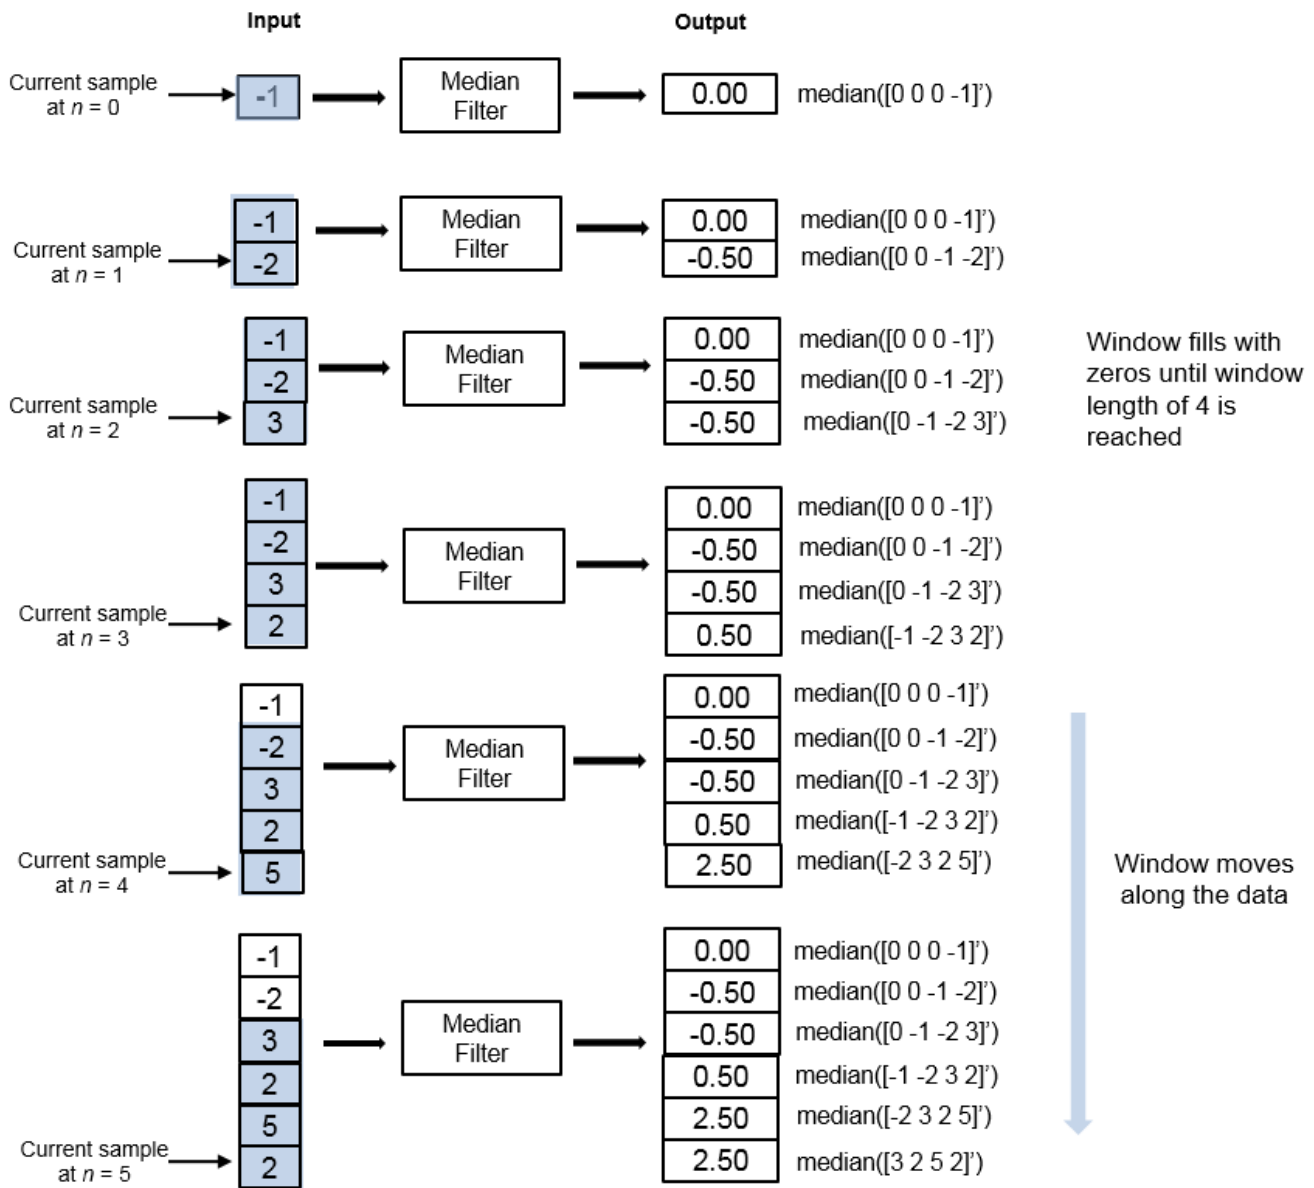 Input
Output
Current sample
at n = 0
-1
Median
Filter
0.00
median([0 0 0 -1]')
Current sample
at n = 1
-1
-2
Median
Filter
0.00
median([0 0 0 -1]')
-0.50
median([0 0 -1 -2]')
Current sample
at n = 2
-1
-2
3
Median
Filter
0.00
median([0 0 0 -1]')
-0.50
median([0 0 -1 -2]')
-0.50
median([0 -1 -2 3]')
Window fills with
zeros until window
length of 4 is
reached
Current sample
at n = 3
-1
-2
3
2
Median
Filter
0.00
median([0 0 0 -1]')
-0.50
median([0 0 -1 -2]')
-0.50
median([0 -1 -2 3]')
0.50
median([-1 -2 3 2]')
Current sample
at n = 4
-1
-2
3
2
5
Median
Filter
0.00
median([0 0 0 -1]')
-0.50
median([0 0 -1 -2]')
-0.50
median([0 -1 -2 3]')
0.50
median([-1 -2 3 2]')
2.50
median([-2 3 2 5]')
Window moves
along the data
Current sample
at n = 5
-1
-2
3
2
5
2
Median
Filter
0.00
median([0 0 0 -1]')
-0.50
median([0 0 -1 -2]')
-0.50
median([0 -1 -2 3]')
0.50
median([-1 -2 3 2]')
2.50
median([-2 3 2 5]')
2.50
median([3 2 5 2]')